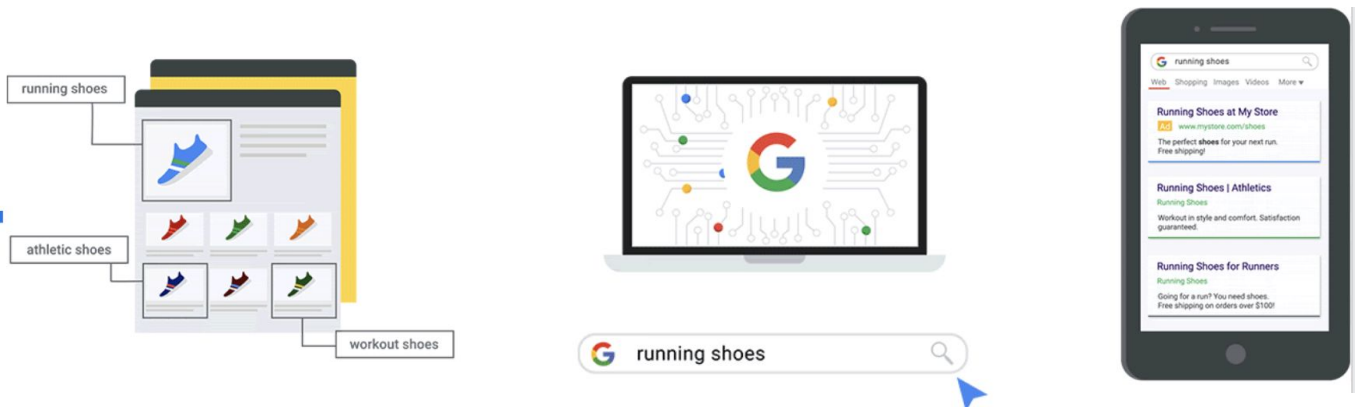 running shoes
athletic shoes
workout shoes
G
running shoes
G running shoes
Web Shopping Images Videos More ▾
Running Shoes at My Store
Ad www.mystore.com/shoes
The perfect shoes for your next run.
Free shipping!
Running Shoes | Athletics
Running Shoes
Workout in style and comfort. Satisfaction
guaranteed.
Running Shoes for Runners
Running Shoes
Going for a run? You need shoes.
Free shipping on orders over $100!